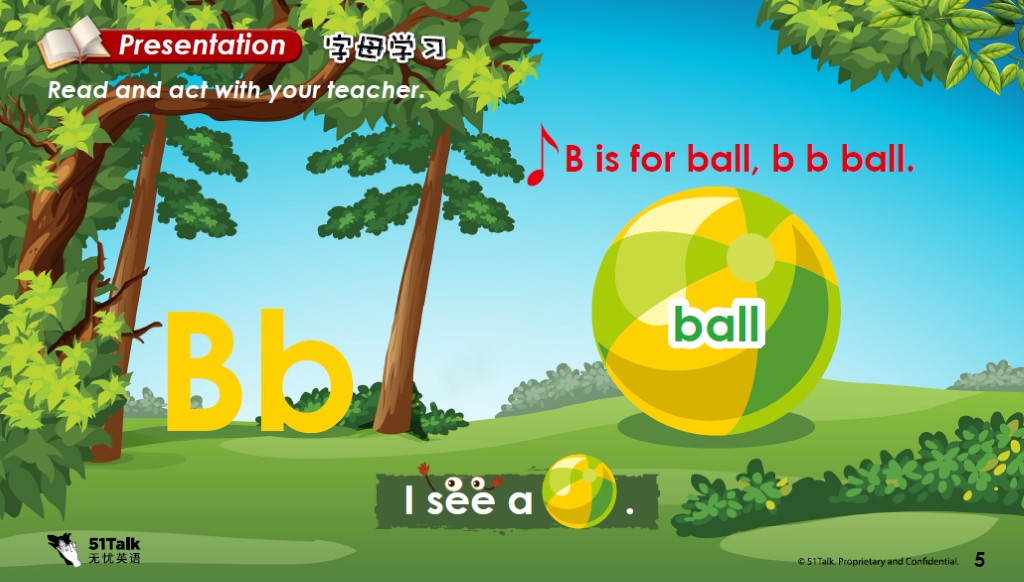 Presentation 字母学习
Read and act with your teacher.
B is for ball, b b ball.
Bb
ball
I see a .
51Talk
无忧英语
© 51Talk. Proprietary and Confidential. 5